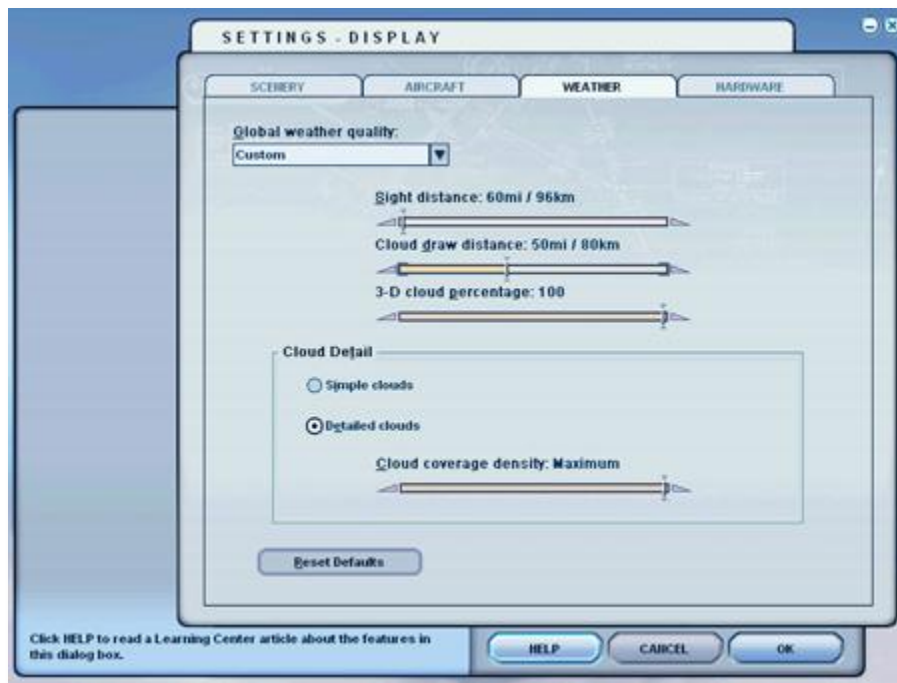 SETTINGS - DISPLAY
SCENERY AIRCRAFT WEATHER HARDWARE
Global weather quality:
Custom
Sight distance: 60mi / 96km
Cloud draw distance: 50mi / 80km
3-D cloud percentage: 100
Cloud Detail
Simple clouds
Detailed clouds
Cloud coverage density: Maximum
Reset Defaults
Click HELP to read a Learning Center article about the features in
this dialog box.
HELP CANCEL OK